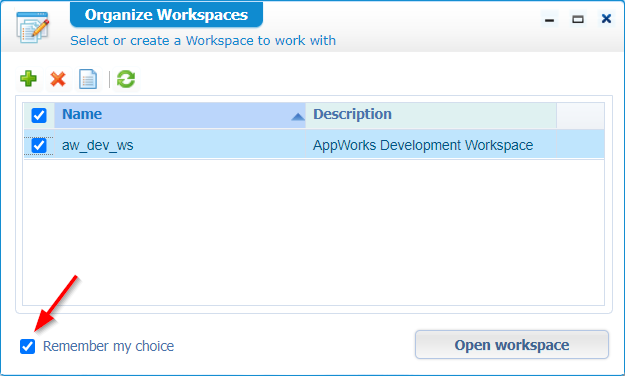 Organize Workspaces
Select or create a Workspace to work with
Name Description
aw_dev_ws AppWorks Development Workspace
Remember my choice Open workspace